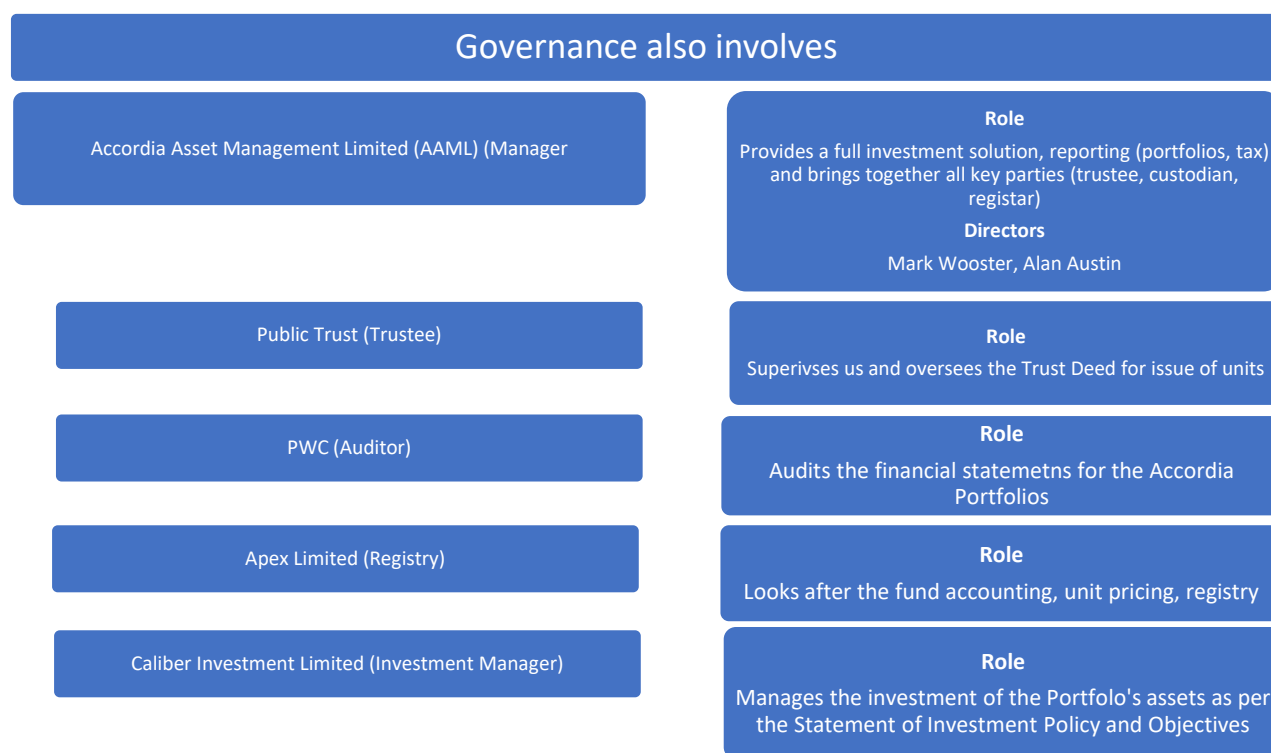 Governance also involves
Accordia Asset Management Limited (AAML) (Manager
Role
Provides a full investment solution, reporting (portfolios, tax)
and brings together all key parties (trustee, custodian,
registar)
Directors
Mark Wooster, Alan Austin
Public Trust (Trustee)
Role
Superivses us and oversees the Trust Deed for issue of units
PWC (Auditor)
Role
Audits the financial statemetns for the Accordia
Portfolios
Apex Limited (Registry)
Role
Looks after the fund accounting, unit pricing, registry
Caliber Investment Limited (Investment Manager)
Role
Manages the investment of the Portfolo's assets as per
the Statement of Investment Policy and Objectives